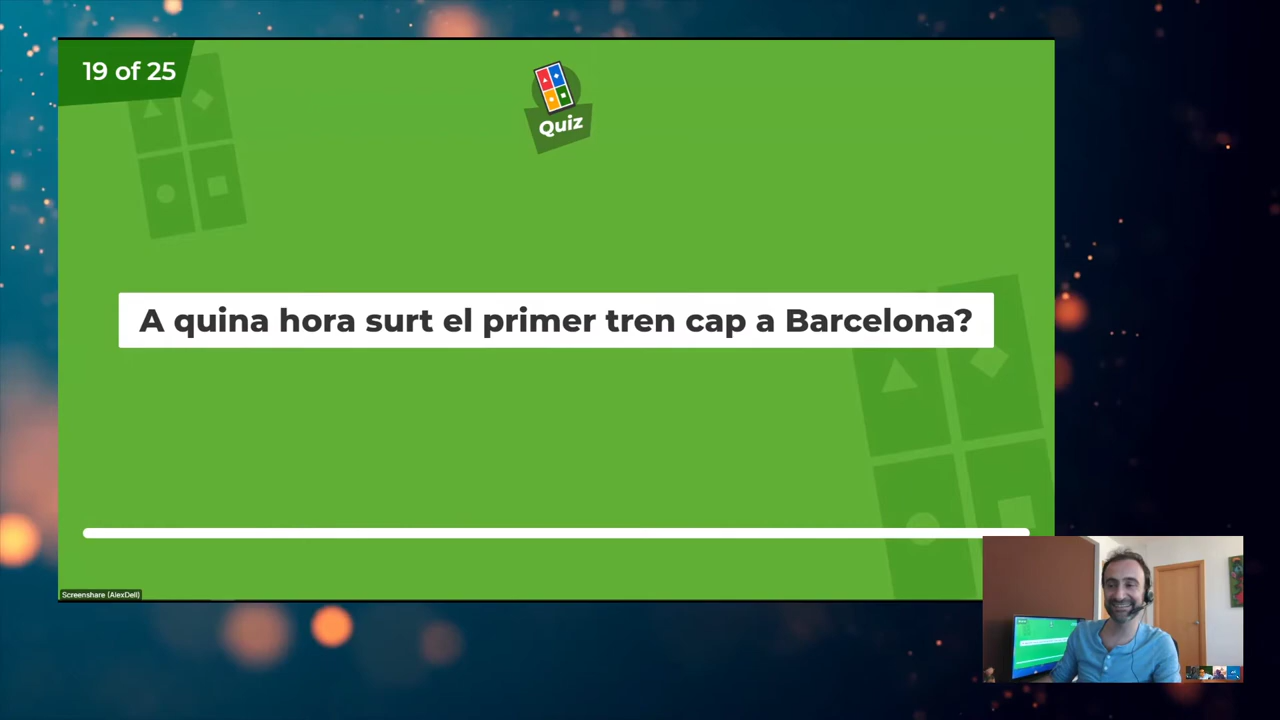 19 of 25
Quiz
A quina hora surt el primer tren cap a Barcelona?
Screenshare (AlexDell)